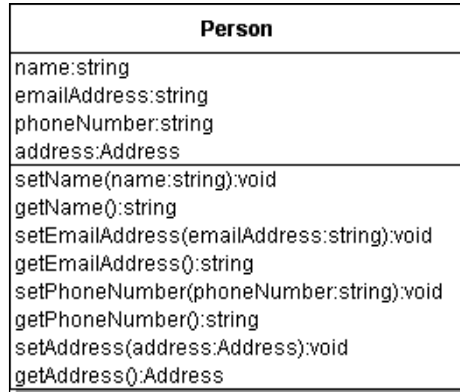 Person
name:string
emailAddress:string
phoneNumber:string
address:Address
setName(name:string):void
getName():string
setEmailAddress(emailAddress:string):void
getEmailAddress():string
setPhoneNumber(phoneNumber:string):void
getPhoneNumber():string
setAddress(address:Address):void
getAddress():Address